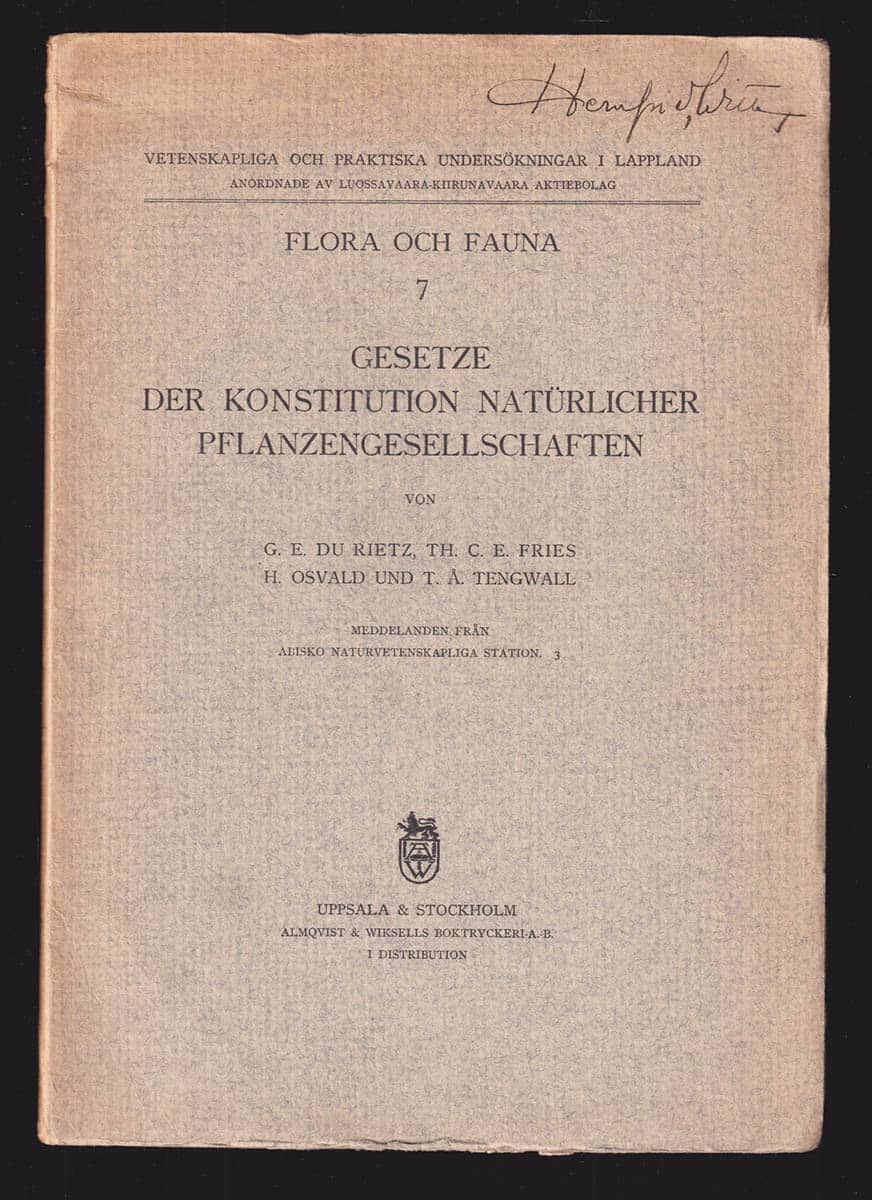 VETENSKAPLIGA OCH PRAKTISKA UNDERSÖKNINGAR I LAPPLAND
ANORDNADE AV LUOSSAVAARA-KIIRUNAVAARA AKTIEBOLAG
FLORA OCH FAUNA
7
GESETZE
DER KONSTITUTION NATÜRLICHER
PFLANZENGESELLSCHAFTEN
VON
G. E. DU RIETZ, TH. C. E. FRIES
H. OSVALD UND T. Å. TENGWALL
MEDDELANDEN FRÅN
ABISKO NATURVETENSKAPLIGA STATION. 3
UPPSALA & STOCKHOLM
ALMQVIST & WIKSELLS BOKTRYCKERI-A.-B.
I DISTRIBUTION